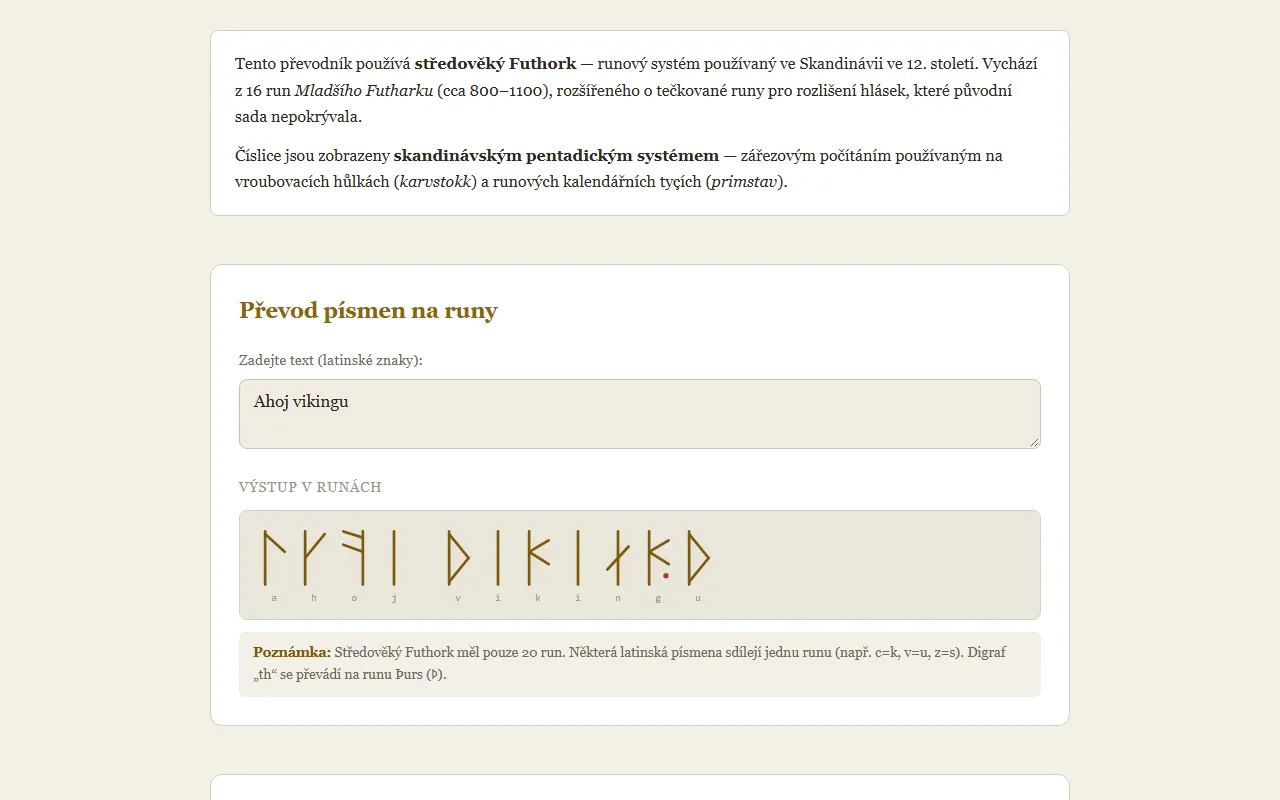 Tento převodník používá středověký Futhork — runový systém používaný ve Skandinávii ve 12. století. Vychází
z 16 run Mladšího Futharku (cca 800–1100), rozšířeného o tečkované runy pro rozlišení hlásek, které původní
sada nepokrývala.
Číslice jsou zobrazeny skandinávským pentadickým systémem — zářezovým počítáním používaným na
vroubovacích hůlkách (karvstokk) a runových kalendářních tyçích (primstav).
Převod písmen na runy
Zadejte text (latinské znaky):
Ahoj vikingu
VÝSTUP V RUNÁCH
a h o j v i k i n g u
Poznámka: Středověký Futhork měl pouze 20 run. Některá latinská písmena sdílejí jednu runu (např. c=k, v=u, z=s). Digraf
„th“ se převádí na runu Þurs (Þ).